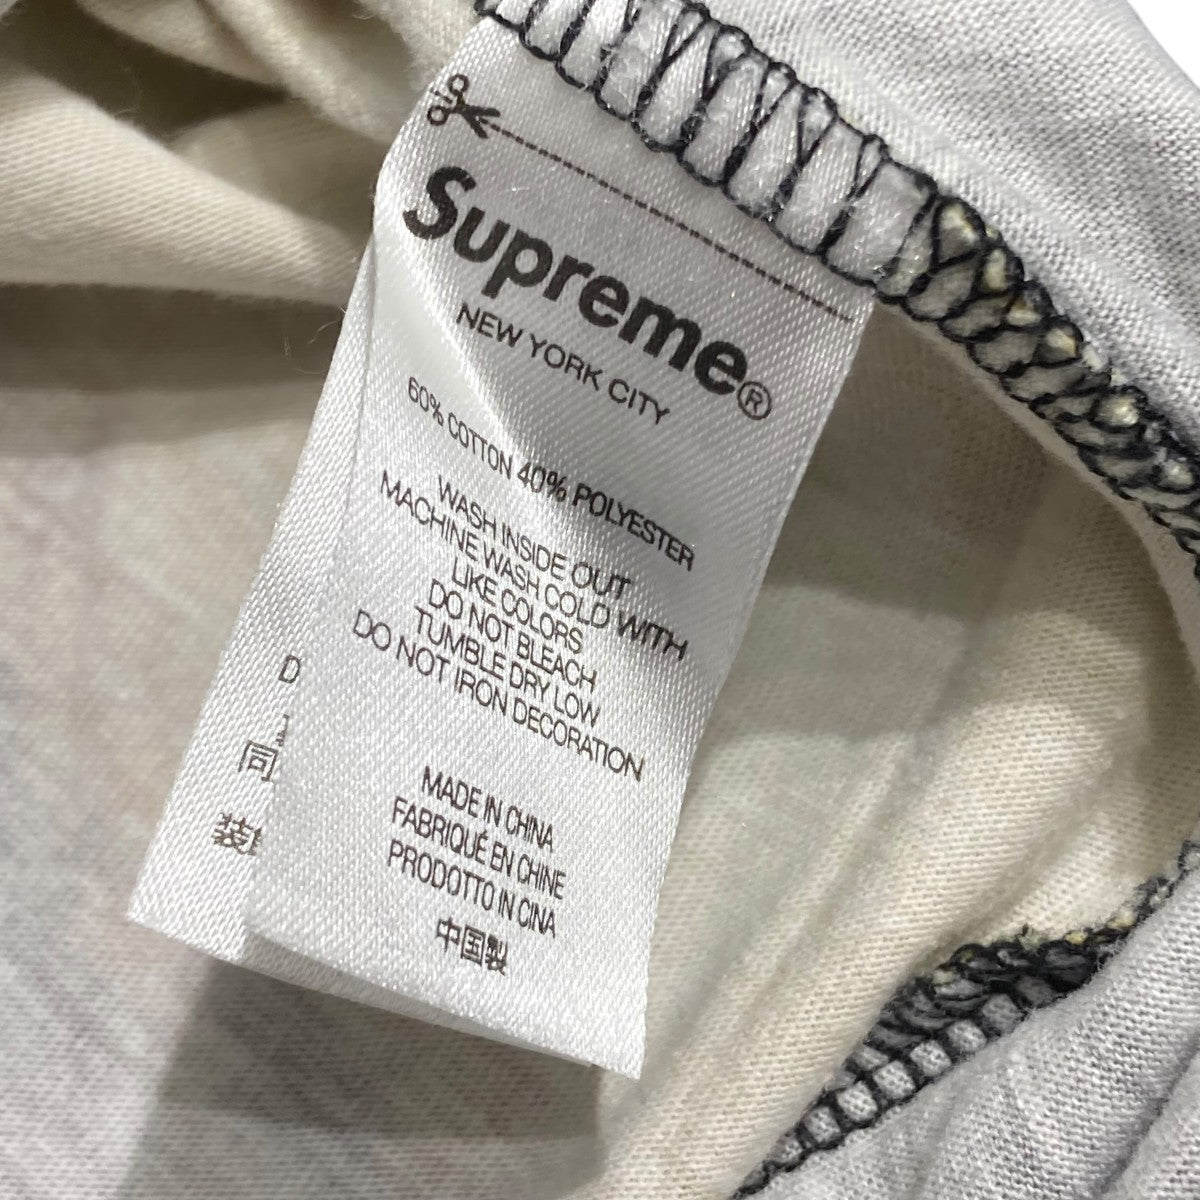 Supreme®
NEW YORK CITY
60% COTTON 40% POLYESTER
WASH INSIDE OUT
MACHINE WASH COLD WITH
LIKE COLORS
DO NOT BLEACH
TUMBLE DRY LOW
DO NOT IRON DECORATION
MADE IN CHINA
FABRIQUÉ EN CHINE
PRODOTTO IN CINA
中国製
D
同
装